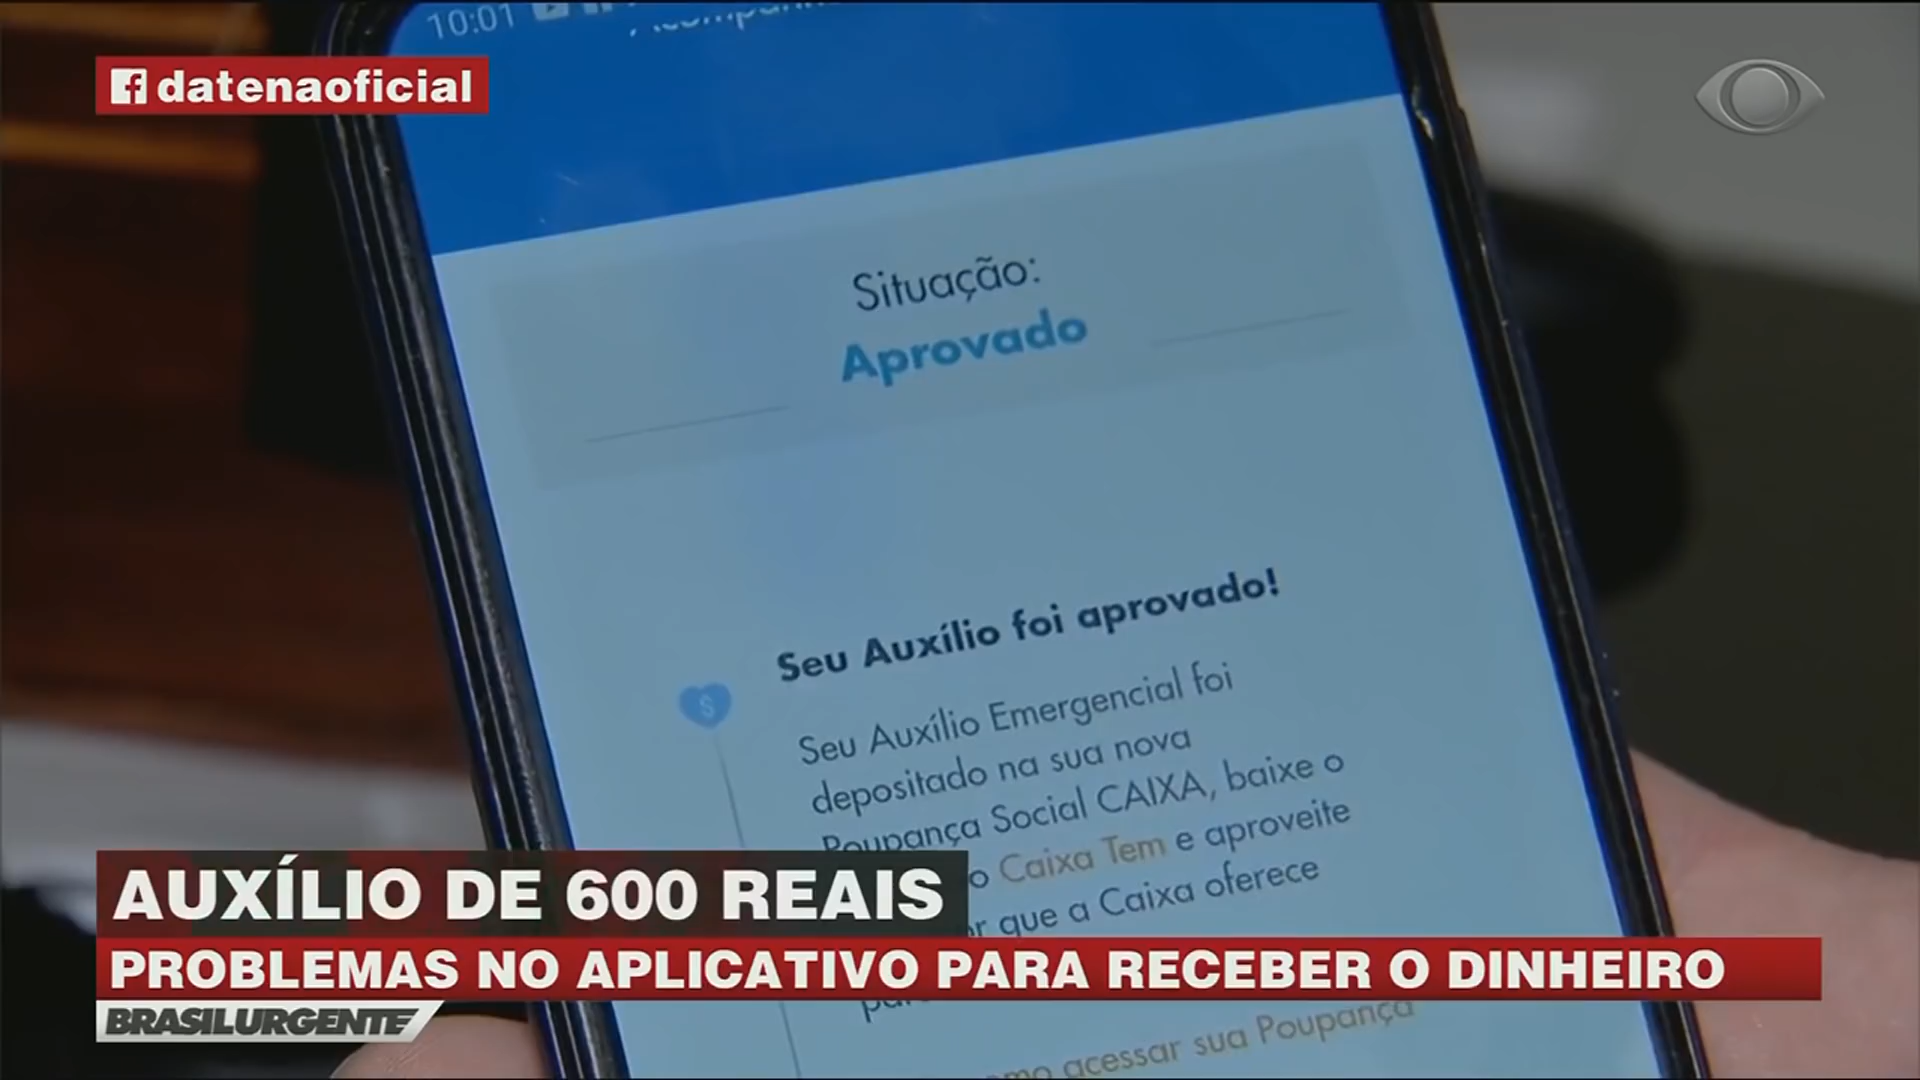 10:01
datenaoficial
Situação:
Aprovado
Seu Auxílio foi aprovado!
Seu Auxílio Emergencial foi
depositado na sua nova
Poupança Social CAIXA, baixe o
o Caixa Tem e aproveite
que a Caixa oferece
acessar sua Poupança
AUXÍLIO DE 600 REAIS
PROBLEMAS NO APLICATIVO PARA RECEBER O DINHEIRO
BRASILURGENTE